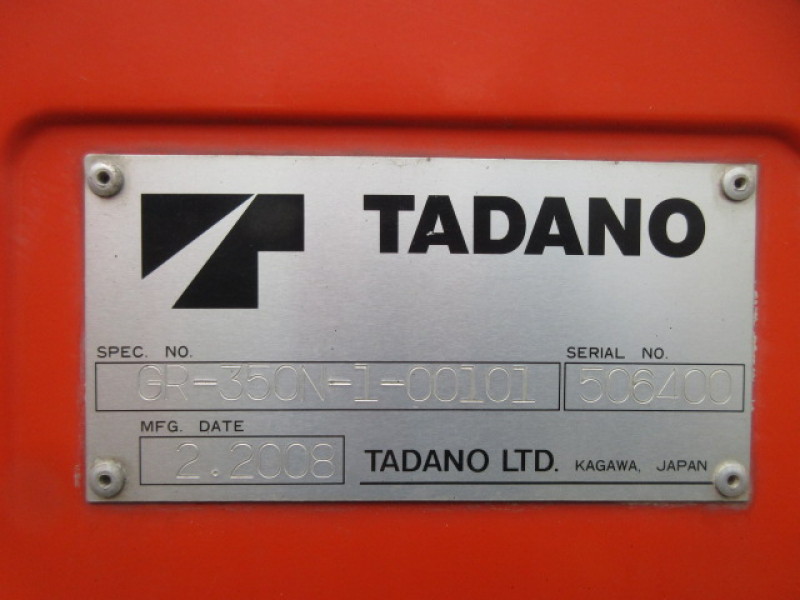 TADANO
SPEC. NO.
SERIAL NO.
GR-350N-1-00101
506400
MFG. DATE
2.2008
TADANO LTD. KAGAWA, JAPAN